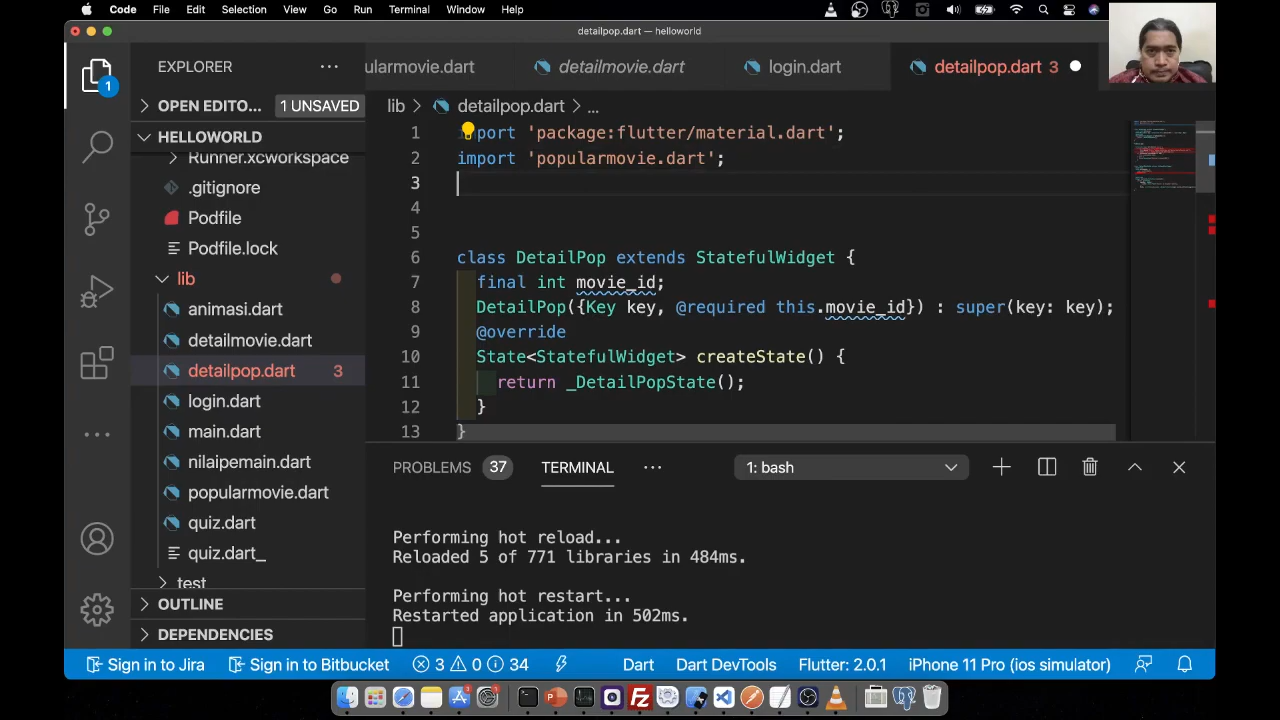 Code File Edit Selection View Go Run Terminal Window Help
detailpop.dart — helloworld
EXPLORER
ularmovie.dart detailmovie.dart login.dart detailpop.dart 3
OPEN EDITO... 1 UNSAVED
lib > detailpop.dart > ...
HELLOWORLD
Runner.xcworkspace
.gitignore
Podfile
Podfile.lock
lib
animasi.dart
detailmovie.dart
detailpop.dart 3
login.dart
main.dart
nilaipemain.dart
popularmovie.dart
quiz.dart
quiz.dart_
test
OUTLINE
DEPENDENCIES
1
1 port 'package:flutter/material.dart';
2 import 'popularmovie.dart';
3
4
5
6 class DetailPop extends StatefulWidget {
7 final int movie_id;
8 DetailPop({Key key, @required this.movie_id}) : super(key: key);
9 @override
10 State<StatefulWidget> createState() {
11 return _DetailPopState();
12 }
13 }
PROBLEMS 37 TERMINAL ... 1: bash
Performing hot reload...
Reloaded 5 of 771 libraries in 484ms.
Performing hot restart...
Restarted application in 502ms.
Sign in to Jira Sign in to Bitbucket 3 0 34 Dart Dart DevTools Flutter: 2.0.1 iPhone 11 Pro (ios simulator)